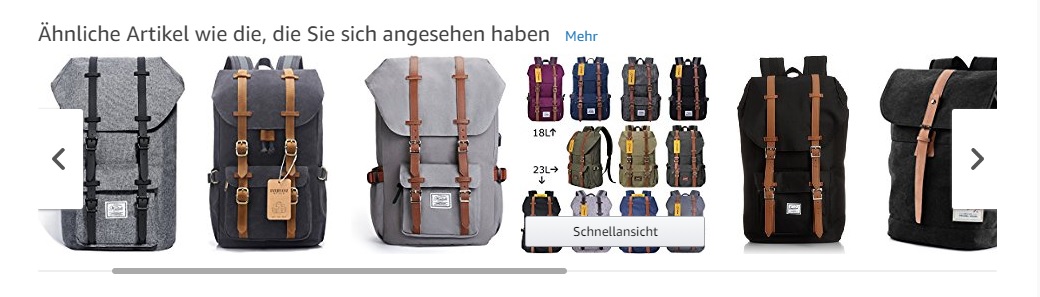 Ähnliche Artikel wie die, die Sie sich angesehen haben Mehr
18L↑
23L→
↓
Schnellansicht